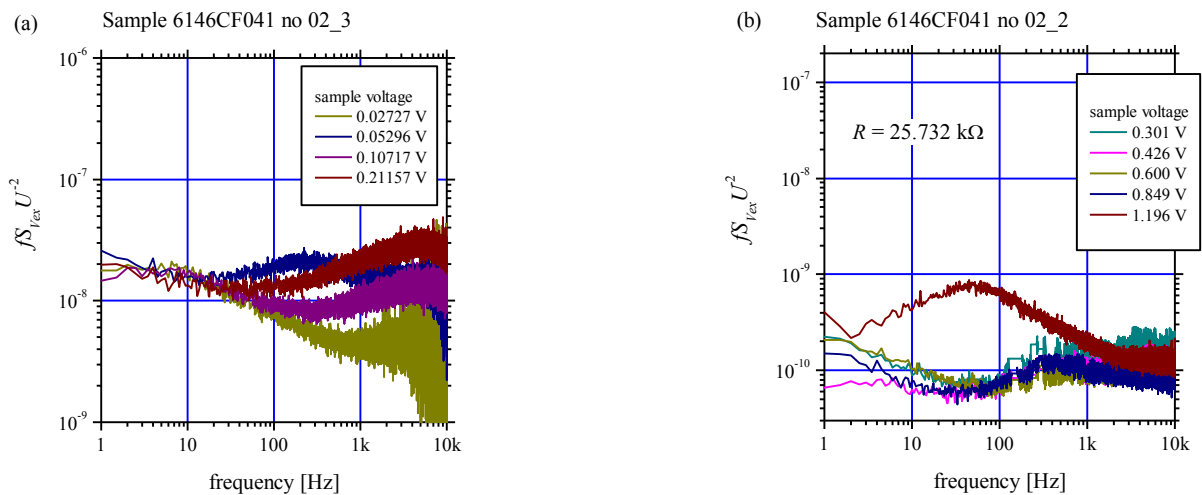 (a)
Sample 6146CF041 no 02_3
10⁻⁶
10⁻⁷
10⁻⁸
10⁻⁹
fS_Vex U⁻²
sample voltage
0.02727 V
0.05296 V
0.10717 V
0.21157 V
1
10
100
1k
10k
frequency [Hz]
(b)
Sample 6146CF041 no 02_2
10⁻⁷
10⁻⁸
10⁻⁹
10⁻¹⁰
fS_Vex U⁻²
R = 25.732 kΩ
sample voltage
0.301 V
0.426 V
0.600 V
0.849 V
1.196 V
1
10
100
1k
10k
frequency [Hz]